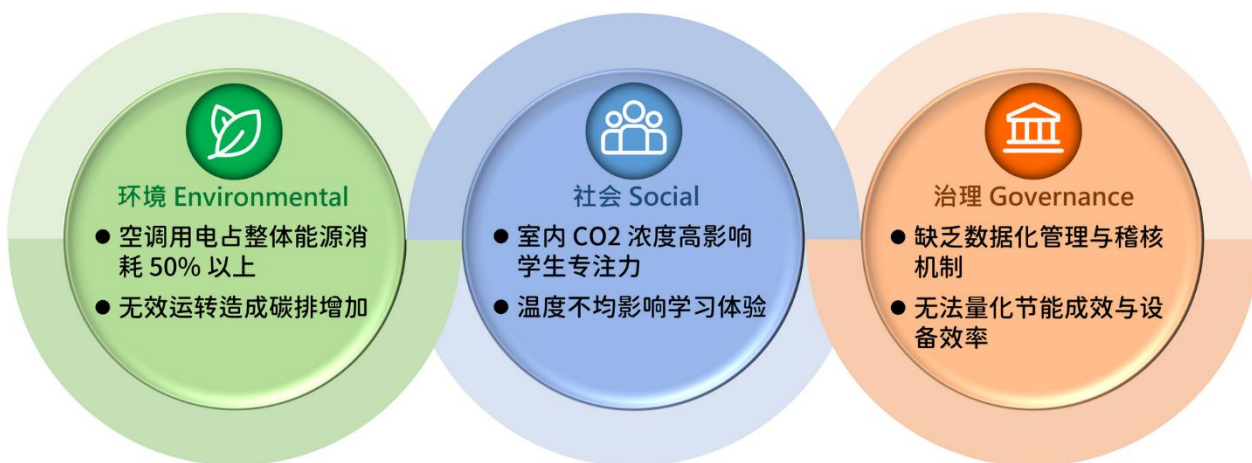 环境 Environmental
● 空调用电占整体能源消
耗 50% 以上
● 无效运转造成碳排增加
社会 Social
● 室内 CO2 浓度高影响
学生专注力
● 温度不均影响学习体验
治理 Governance
● 缺乏数据化管理与稽核
机制
● 无法量化节能成效与设
备效率